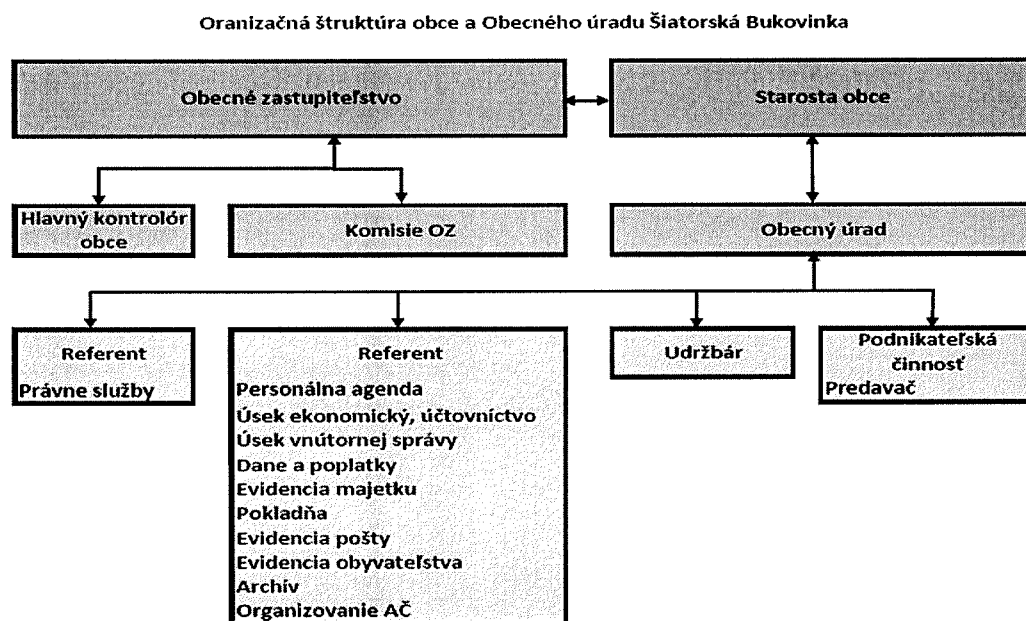 Oranizačná štruktúra obce a Obecného úradu Šiatorská Bukovinka
Obecné zastupiteľstvo
Starosta obce
Hlavný kontrolór
obce
Komisie OZ
Obecný úrad
Referent
Právne služby
Referent
Personálna agenda
Úsek ekonomický, účtovníctvo
Úsek vnútornej správy
Dane a poplatky
Evidencia majetku
Pokladňa
Evidencia pošty
Evidencia obyvateľstva
Archív
Organizovanie AČ
Udržbár
Podnikateľská
činnosť
Predavač